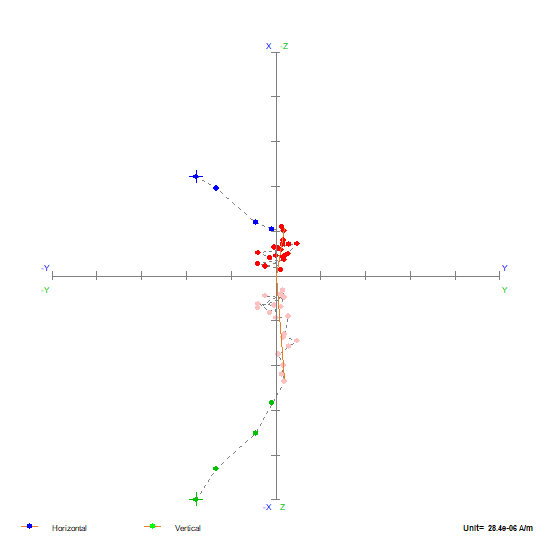 X -Z
-Y Y
-Y Y
-X Z
Horizontal Vertical Unit= 28.4e-06 A/m